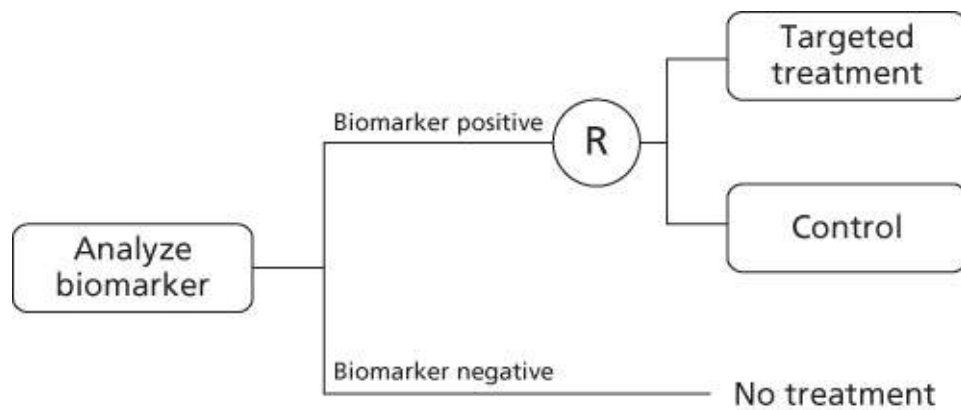 Targeted
treatment
Biomarker positive
R
Control
Analyze
biomarker
Biomarker negative
No treatment